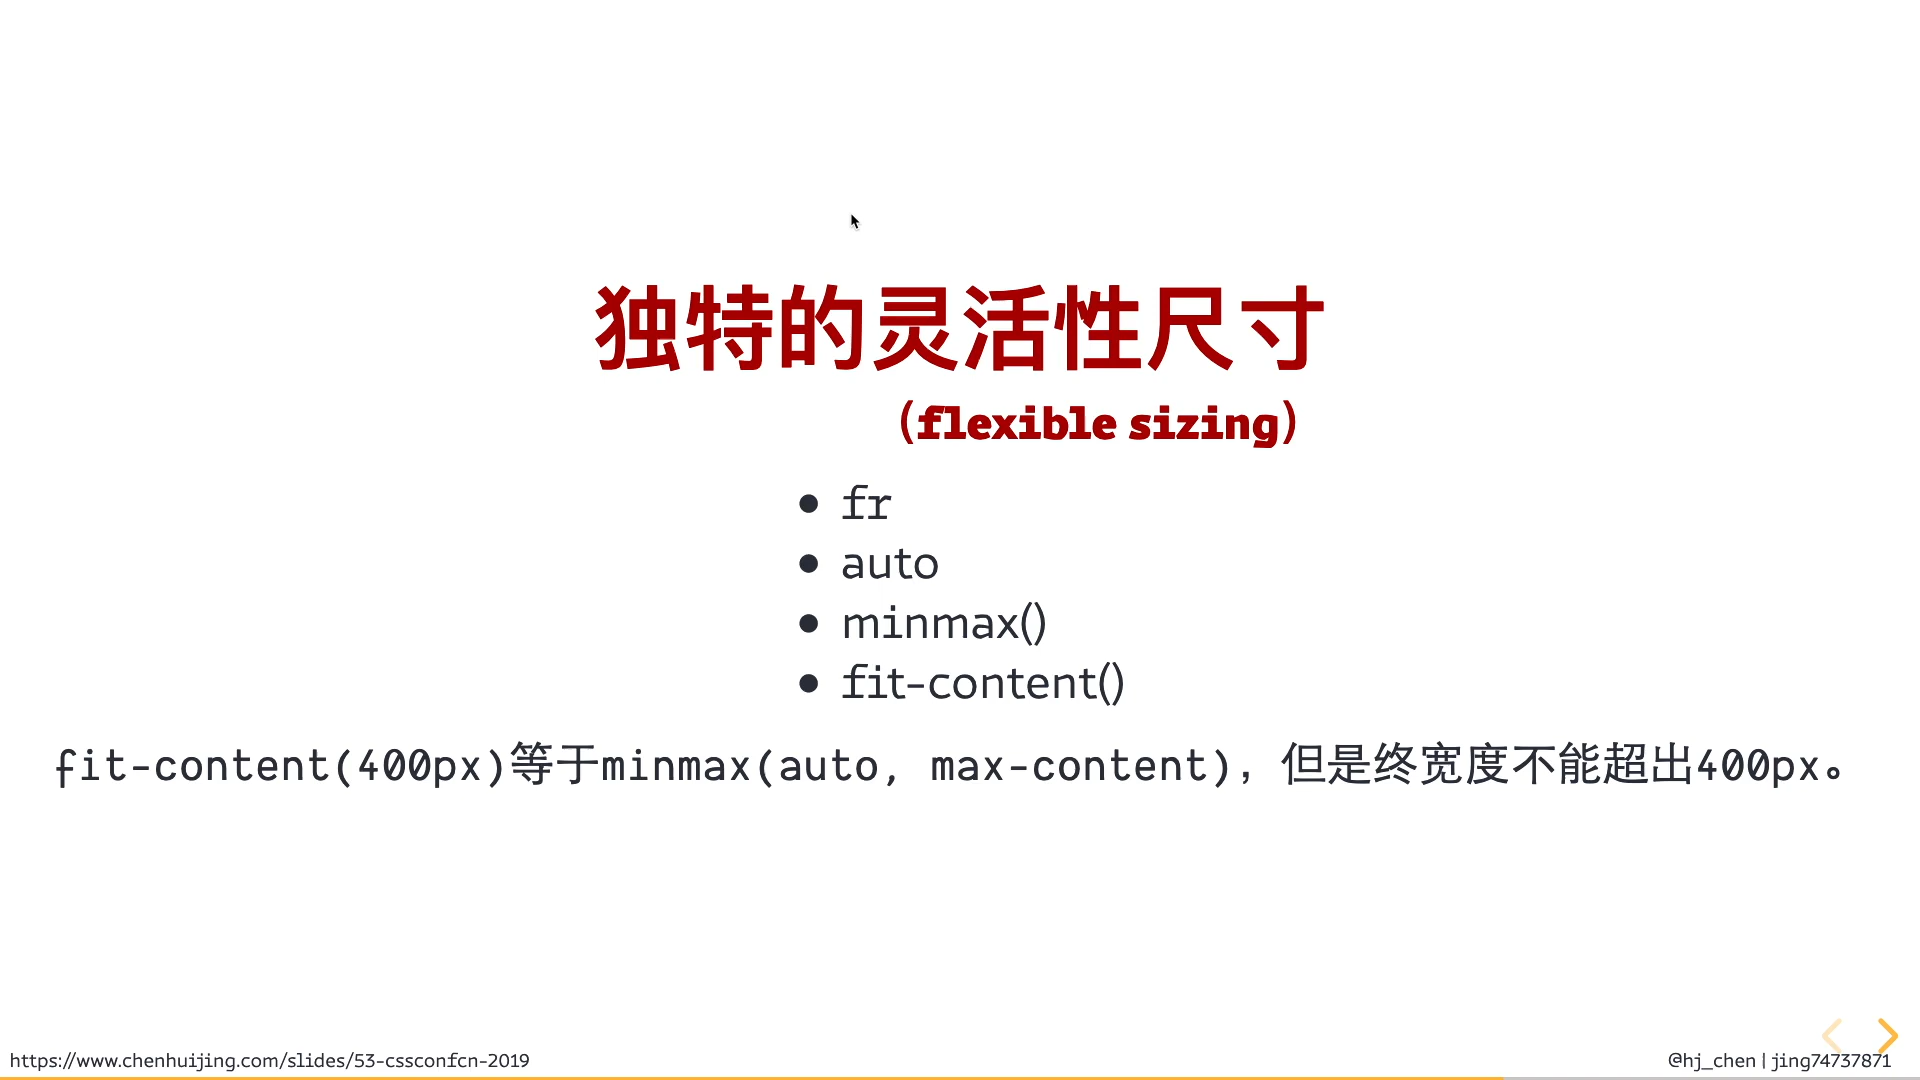 独特的灵活性尺寸
（flexible sizing）
• fr
• auto
• minmax()
• fit-content()
fit-content(400px)等于minmax(auto, max-content)，但是终宽度不能超出400px。
https://www.chenhuijing.com/slides/53-cssconfcn-2019
@hj_chen | jing74737871